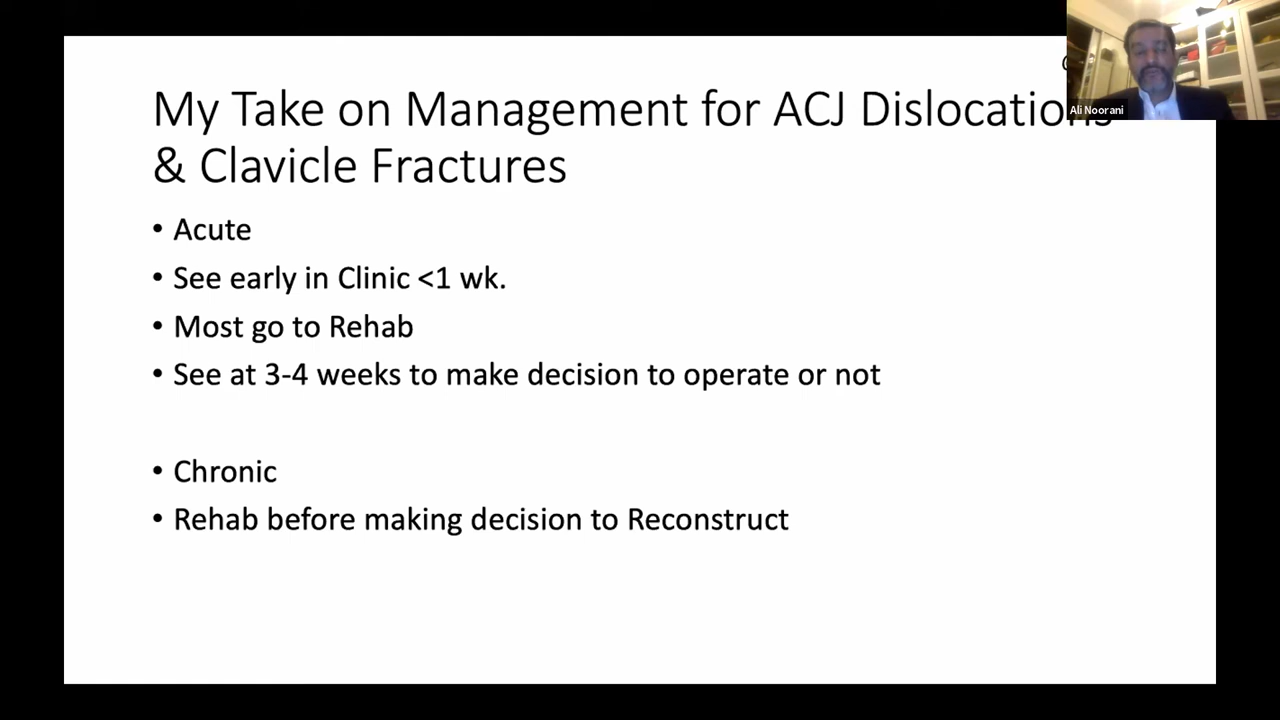 My Take on Management for ACJ Dislocations
& Clavicle Fractures
• Acute
• See early in Clinic <1 wk.
• Most go to Rehab
• See at 3-4 weeks to make decision to operate or not
• Chronic
• Rehab before making decision to Reconstruct
Ali Noorani